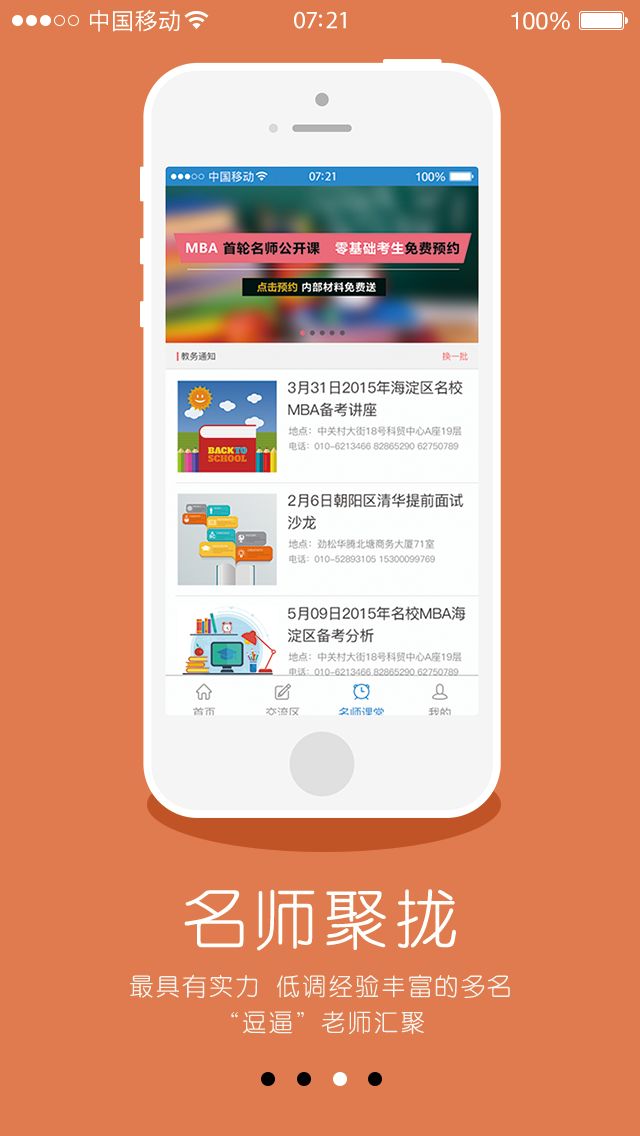 中国移动 07:21 100%
中国移动 07:21 100%
MBA 首轮名师公开课 零基础考生免费预约
点击预约 内部材料免费送
教务通知 换一批
3月31日2015年海淀区名校
MBA备考讲座
地点：中关村大街18号科贸中心A座19层
电话：010-6213466 82865290 62750789
BACK TO
SCHOOL
2月6日朝阳区清华提前面试
沙龙
地点：劲松华腾北塘商务大厦71室
电话：010-52893105 15300099769
5月09日2015年名校MBA海
淀区备考分析
地点：中关村大街18号科贸中心A座19层
电话：010-6213466 82865290 62750789
首页 交流区 名师课堂 我的
名师聚拢
最具有实力 低调经验丰富的多名
“逗逼”老师汇聚